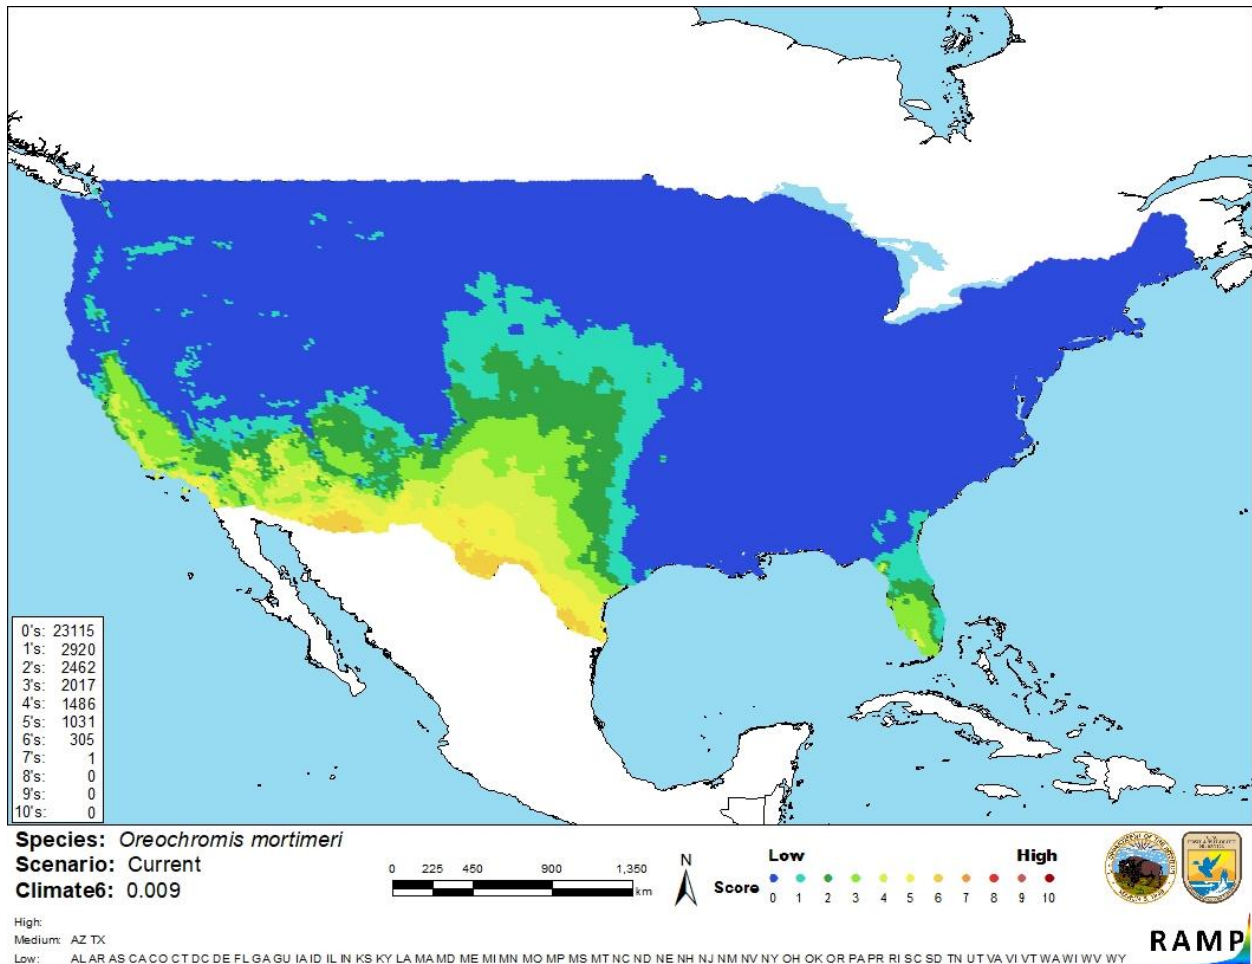 0's: 23115
1's: 2920
2's: 2462
3's: 2017
4's: 1486
5's: 1031
6's: 305
7's: 1
8's: 0
9's: 0
10's: 0
Species: Oreochromis mortimeri
Scenario: Current
Climate6: 0.009
0 225 450 900 1,350
km
N
Low High
Score
0 1 2 3 4 5 6 7 8 9 10
High:
Medium: AZ TX
Low: AL AR AS CA CO CT DC DE FL GA GU IA ID IL IN KS KY LA MA MD ME MI MN MO MP MS MT NC ND NE NH NJ NM NV NY OH OK OR PA PR RI SC SD TN UT VA VI VT WA WI WV WY
RAMP